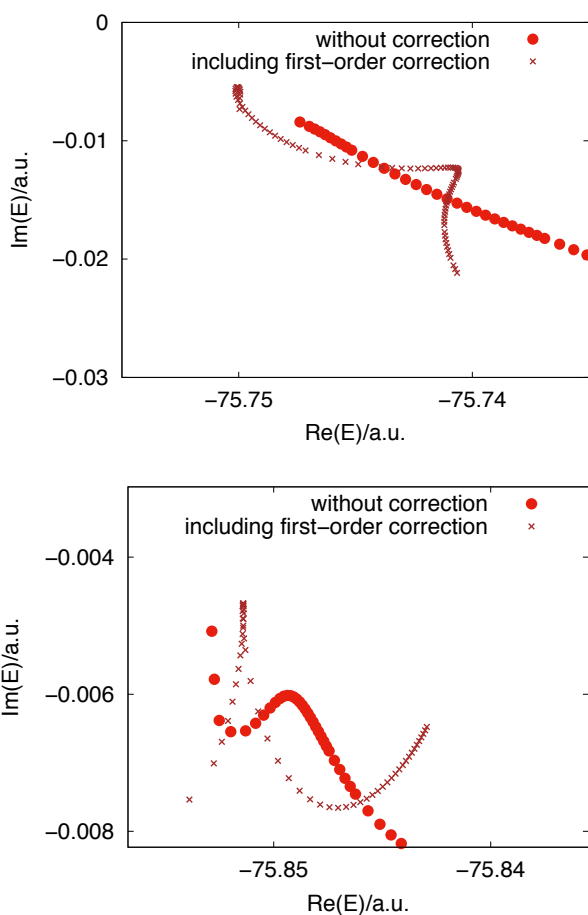 0
−0.01
−0.02
−0.03
Im(E)/a.u.
without correction
including first−order correction
−75.75
−75.74
Re(E)/a.u.
−0.004
−0.006
−0.008
Im(E)/a.u.
without correction
including first−order correction
−75.85
−75.84
Re(E)/a.u.